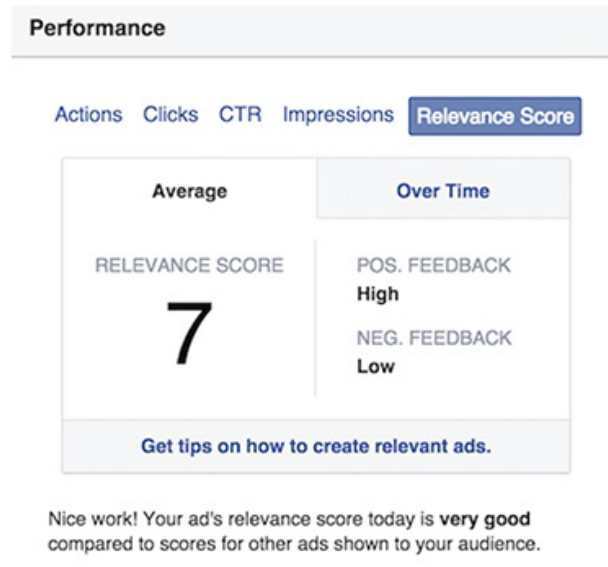 Performance
Actions Clicks CTR Impressions Relevance Score
Average Over Time
RELEVANCE SCORE
7
POS. FEEDBACK
High
NEG. FEEDBACK
Low
Get tips on how to create relevant ads.
Nice work! Your ad's relevance score today is very good
compared to scores for other ads shown to your audience.